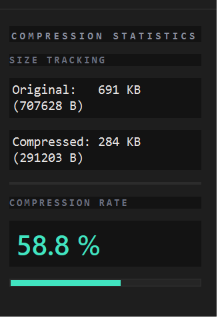 COMPRESSION STATISTICS
SIZE TRACKING
Original: 691 KB
(707628 B)
Compressed: 284 KB
(291203 B)
COMPRESSION RATE
58.8 %